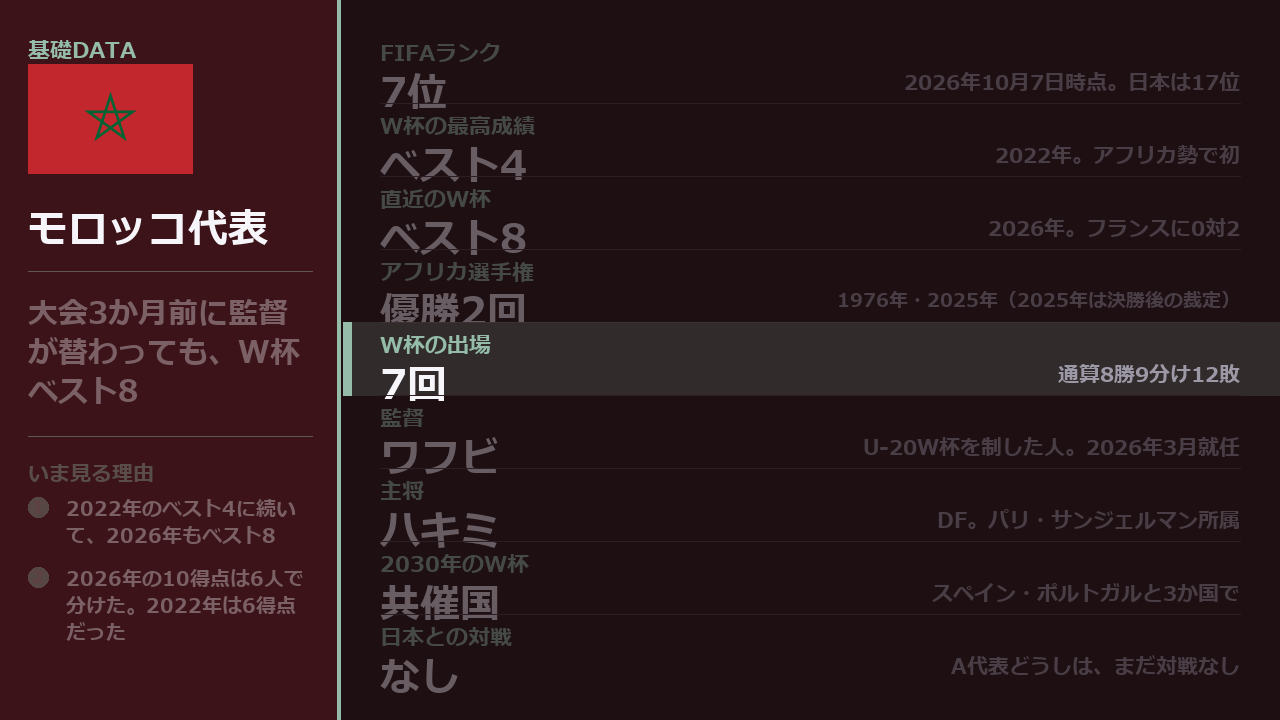 基礎DATA
モロッコ代表
大会3か月前に監督
が替わっても、W杯
ベスト8
いま見る理由
2022年のベスト4に続い
て、2026年もベスト8
2026年の10得点は6人で
分けた。2022年は6得点
だった
FIFAランク
7位
2026年10月7日時点。日本は17位
W杯の最高成績
ベスト4
2022年。アフリカ勢で初
直近のW杯
ベスト8
2026年。フランスに0対2
アフリカ選手権
優勝2回
1976年・2025年（2025年は決勝後の裁定）
W杯の出場
7回
通算8勝9分け12敗
監督
ワフビ
U-20W杯を制した人。2026年3月就任
主将
ハキミ
DF。パリ・サンジェルマン所属
2030年のW杯
共催国
スペイン・ポルトガルと3か国で
日本との対戦
なし
A代表どうしは、まだ対戦なし